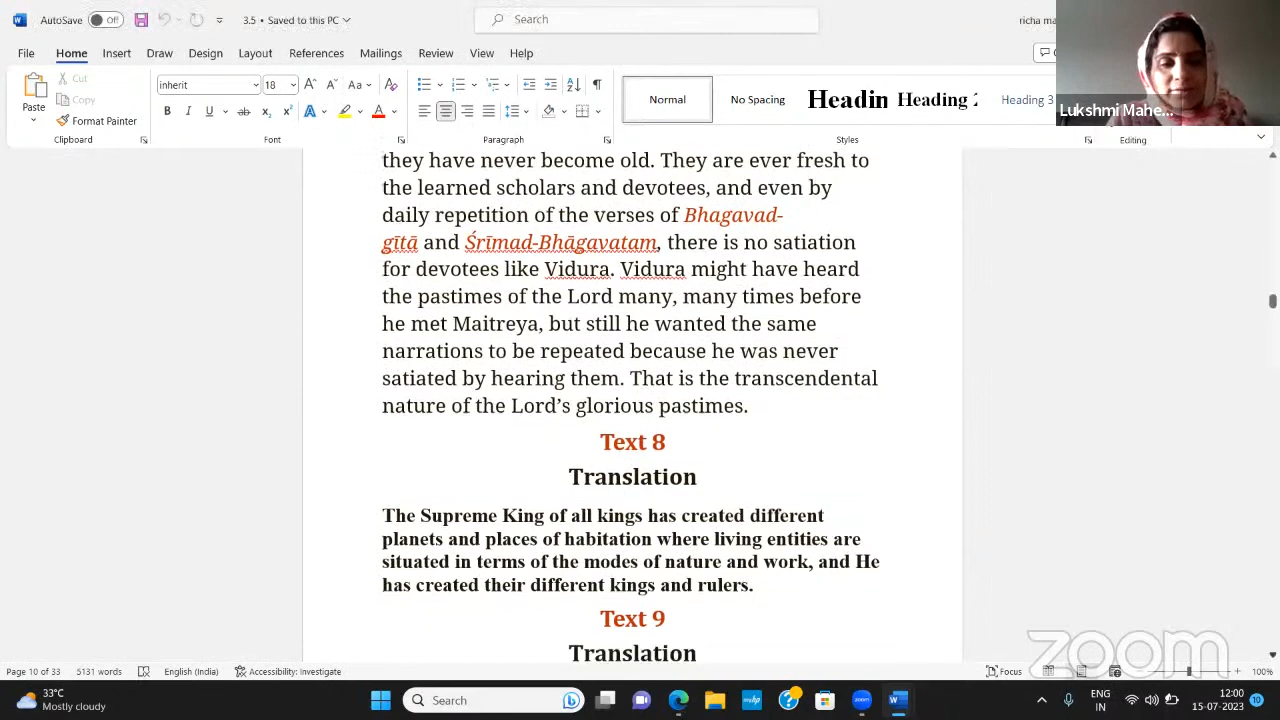 AutoSave Off
3.5 • Saved to this PC
Search
richa ma
File Home Insert Draw Design Layout References Mailings Review View Help
Paste
Cut
Copy
Format Painter
Clipboard
inherit 18
Font
Paragraph
Normal
No Spacing
Headin
Heading 2
Heading 3
Styles
Editing
Lukshmi Mahe...
they have never become old. They are ever fresh to
the learned scholars and devotees, and even by
daily repetition of the verses of Bhagavad-
gītā and Śrīmad-Bhāgavatam, there is no satiation
for devotees like Vidura. Vidura might have heard
the pastimes of the Lord many, many times before
he met Maitreya, but still he wanted the same
narrations to be repeated because he was never
satiated by hearing them. That is the transcendental
nature of the Lord’s glorious pastimes.
Text 8
Translation
The Supreme King of all kings has created different
planets and places of habitation where living entities are
situated in terms of the modes of nature and work, and He
has created their different kings and rulers.
Text 9
Translation
zoom
Page 10 of 33 5131 words English (India) Accessibility: Investigate Focus 100%
33°C
Mostly cloudy
Search
ENG
IN
12:00
15-07-2023